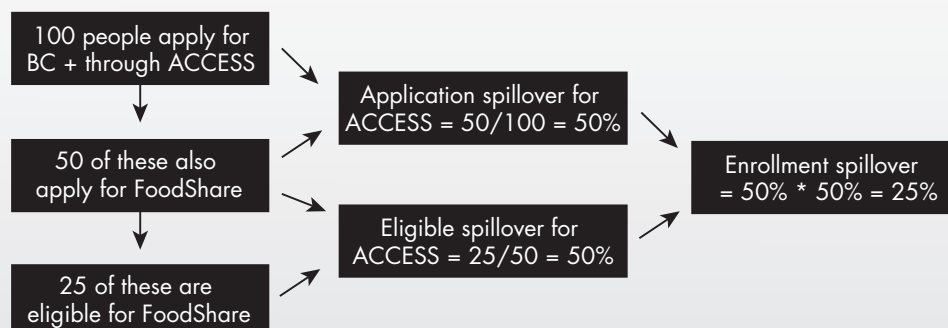 100 people apply for
BC + through ACCESS
50 of these also
apply for FoodShare
25 of these are
eligible for FoodShare
Application spillover for
ACCESS = 50/100 = 50%
Eligible spillover for
ACCESS = 25/50 = 50%
Enrollment spillover
= 50% * 50% = 25%